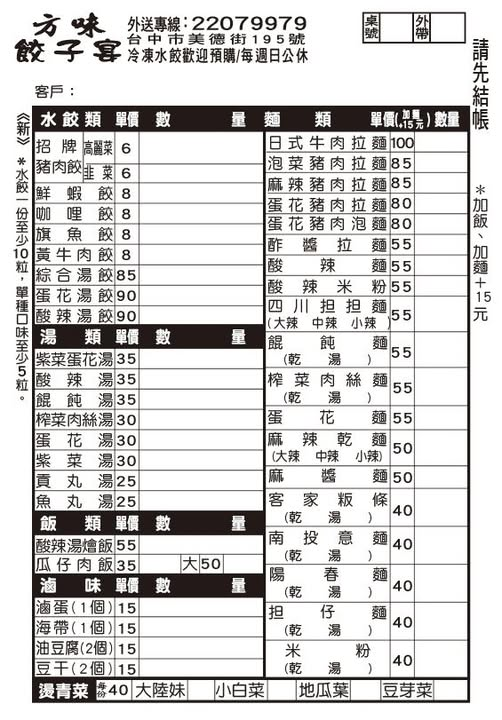 方味
餃子宴
外送專線：22079979
台中市美德街195號
冷凍水餃歡迎預購/每週日公休
桌號
外帶
請先結帳
客戶：
水餃類 單價 數量
招牌豬肉餃 高麗菜 6
韭菜 6
鮮蝦餃 8
咖哩餃 8
旗魚餃 8
黃牛肉餃 8
綜合湯餃 85
蛋花湯餃 90
酸辣湯餃 90
湯類 單價 數量
紫菜蛋花湯 35
酸辣湯 35
餛飩湯 35
榨菜肉絲湯 30
蛋花湯 30
紫菜湯 30
貢丸湯 25
魚丸湯 25
飯類 單價 數量
酸辣湯燴飯 55
瓜仔肉飯 35 大 50
滷味 單價 數量
滷蛋(1個) 15
海帶(1個) 15
油豆腐(2個) 15
豆干(2個) 15
麵類 單價(加麵+15元) 數量
日式牛肉拉麵 100
泡菜豬肉拉麵 85
麻辣豬肉拉麵 85
蛋花豬肉拉麵 80
蛋花豬肉泡麵 80
酢醬拉麵 55
酸辣麵 55
酸辣米粉 55
四川担担麵 55
(大辣 中辣 小辣)
餛飩麵 55
(乾 湯 )
榨菜肉絲麵 55
(乾 湯 )
蛋花麵 55
麻辣乾麵 50
(大辣 中辣 小辣)
麻醬麵 50
客家粄條 40
(乾 湯 )
南投意麵 40
(乾 湯 )
陽春麵 40
(乾 湯 )
担仔麵 40
(乾 湯 )
米粉 40
(乾 湯 )
燙青菜 每份 40 大陸妹 小白菜 地瓜葉 豆芽菜
《新》＊水餃一份至少10粒，單種口味至少5粒。
＊加飯、加麵+15元